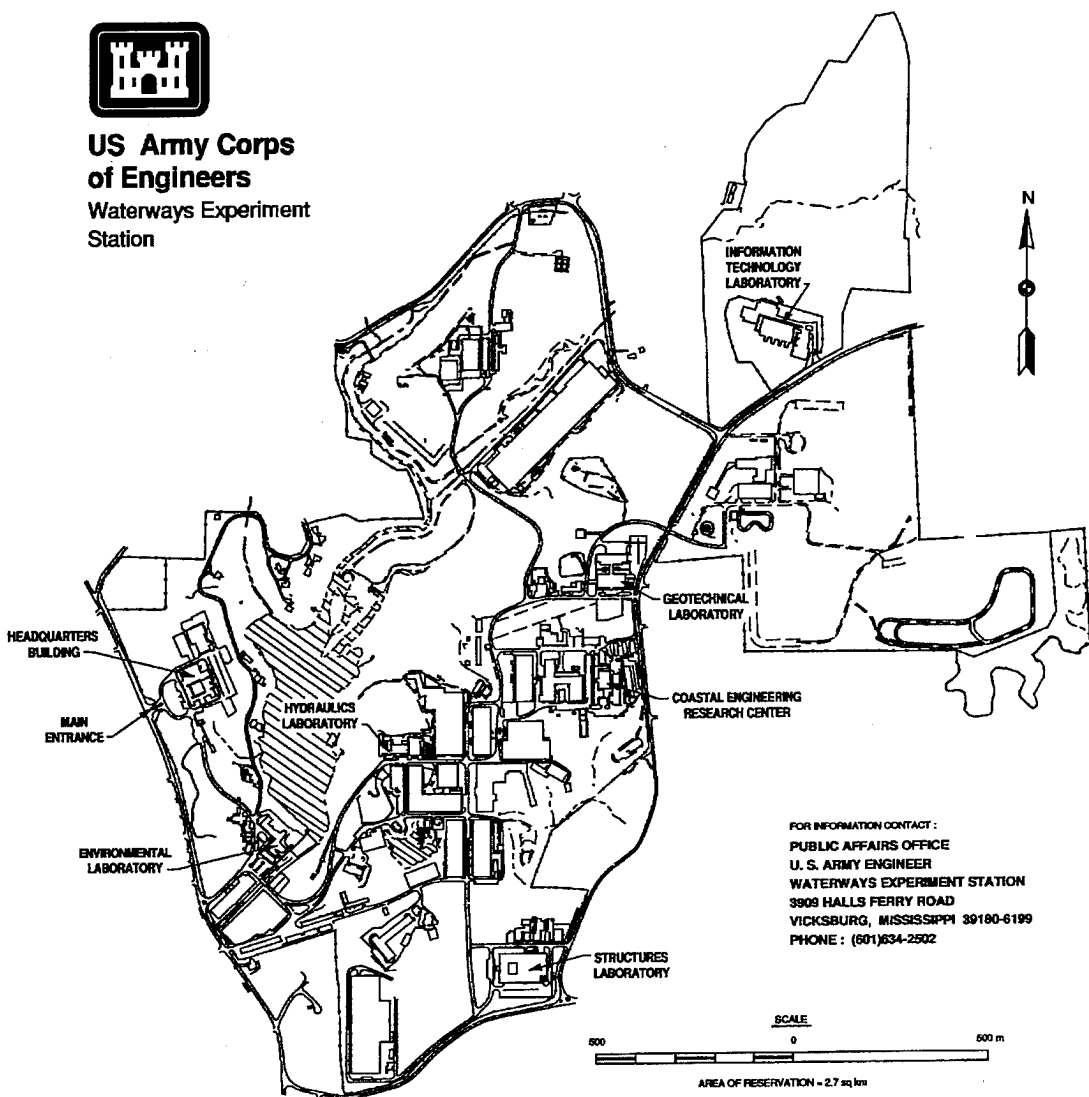 US Army Corps
of Engineers
Waterways Experiment
Station
N
INFORMATION
TECHNOLOGY
LABORATORY
GEOTECHNICAL
LABORATORY
HEADQUARTERS
BUILDING
MAIN
ENTRANCE
HYDRAULICS
LABORATORY
COASTAL ENGINEERING
RESEARCH CENTER
ENVIRONMENTAL
LABORATORY
STRUCTURES
LABORATORY
FOR INFORMATION CONTACT :
PUBLIC AFFAIRS OFFICE
U. S. ARMY ENGINEER
WATERWAYS EXPERIMENT STATION
3909 HALLS FERRY ROAD
VICKSBURG, MISSISSIPPI 39180-6199
PHONE : (601)634-2502
SCALE
500 0 500 m
AREA OF RESERVATION = 2.7 sq km